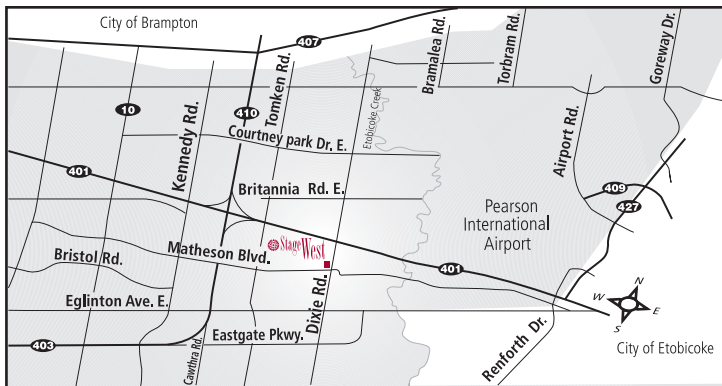 City of Brampton
407
Tomken Rd.
Bramalea Rd.
Torbram Rd.
Goreway Dr.
10
410
Kennedy Rd.
Courtney park Dr. E.
Etobicoke Creek
Airport Rd.
401
Britannia Rd. E.
409
427
Pearson
International
Airport
Stage West
Matheson Blvd.
Bristol Rd.
401
Dixie Rd.
N
W
E
S
Eglinton Ave. E.
403
Cawthra Rd.
Eastgate Pkwy.
Renforth Dr.
City of Etobicoke